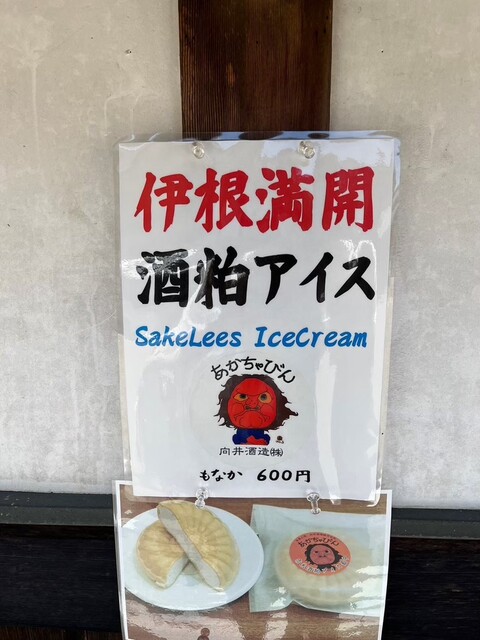 伊根満開
酒粕アイス
SakeLees IceCream
あかちゃびん
向井酒造㈱
もなか 600円
あかちゃびん